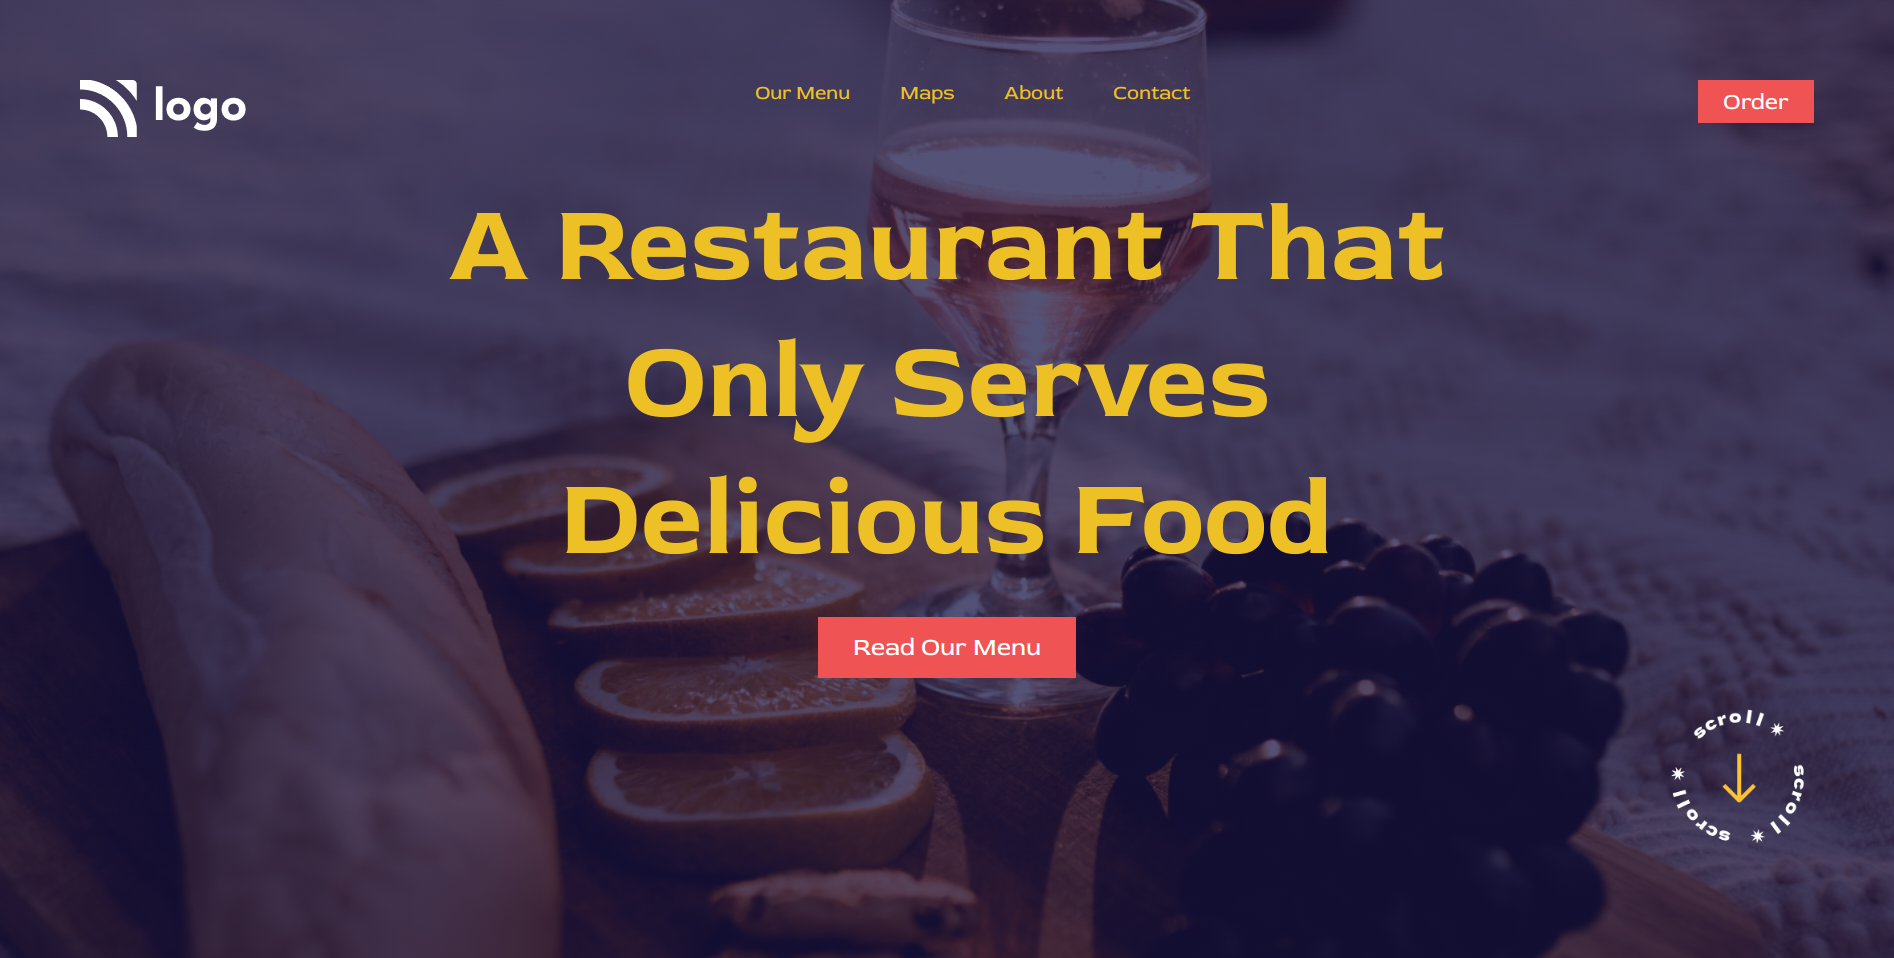 logo
Our Menu
Maps
About
Contact
Order
A Restaurant That
Only Serves
Delicious Food
Read Our Menu
scroll ✷ scroll ✷ scroll ✷